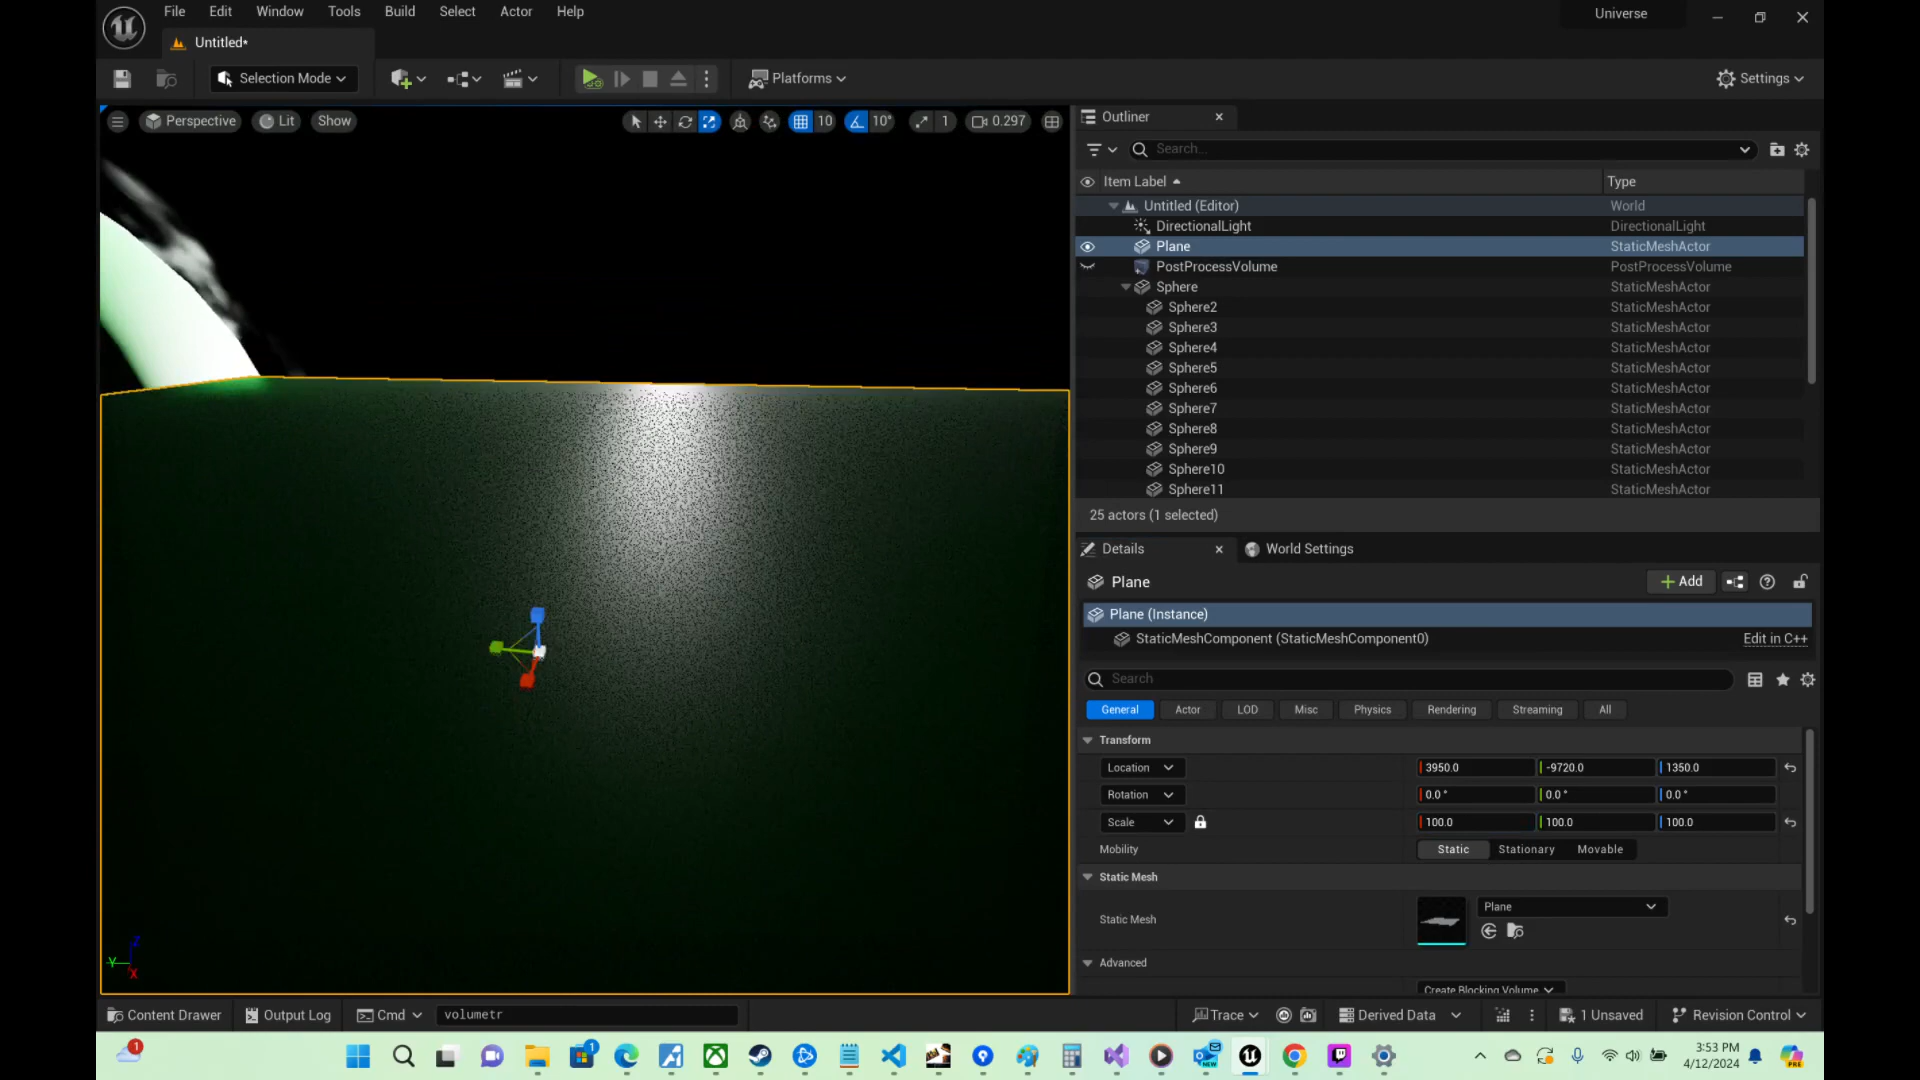 File Edit Window Tools Build Select Actor Help
Universe
Untitled*
Selection Mode
Platforms
Settings
Perspective Lit Show
10 10° 1 0.297
Outliner
Search...
Item Label Type
Untitled (Editor) World
DirectionalLight DirectionalLight
Plane StaticMeshActor
PostProcessVolume PostProcessVolume
Sphere StaticMeshActor
Sphere2 StaticMeshActor
Sphere3 StaticMeshActor
Sphere4 StaticMeshActor
Sphere5 StaticMeshActor
Sphere6 StaticMeshActor
Sphere7 StaticMeshActor
Sphere8 StaticMeshActor
Sphere9 StaticMeshActor
Sphere10 StaticMeshActor
Sphere11 StaticMeshActor
25 actors (1 selected)
Details World Settings
Plane Add
Plane (Instance)
StaticMeshComponent (StaticMeshComponent0) Edit in C++
Search
General Actor LOD Misc Physics Rendering Streaming All
Transform
Location 3950.0 -9720.0 1350.0
Rotation 0.0° 0.0° 0.0°
Scale 100.0 100.0 100.0
Mobility Static Stationary Movable
Static Mesh
Static Mesh Plane
Advanced
Create Blocking Volume
Z
Y
X
Content Drawer Output Log Cmd volumetr Trace Derived Data 1 Unsaved Revision Control
1 1 NEW PRE
3:53 PM
4/12/2024